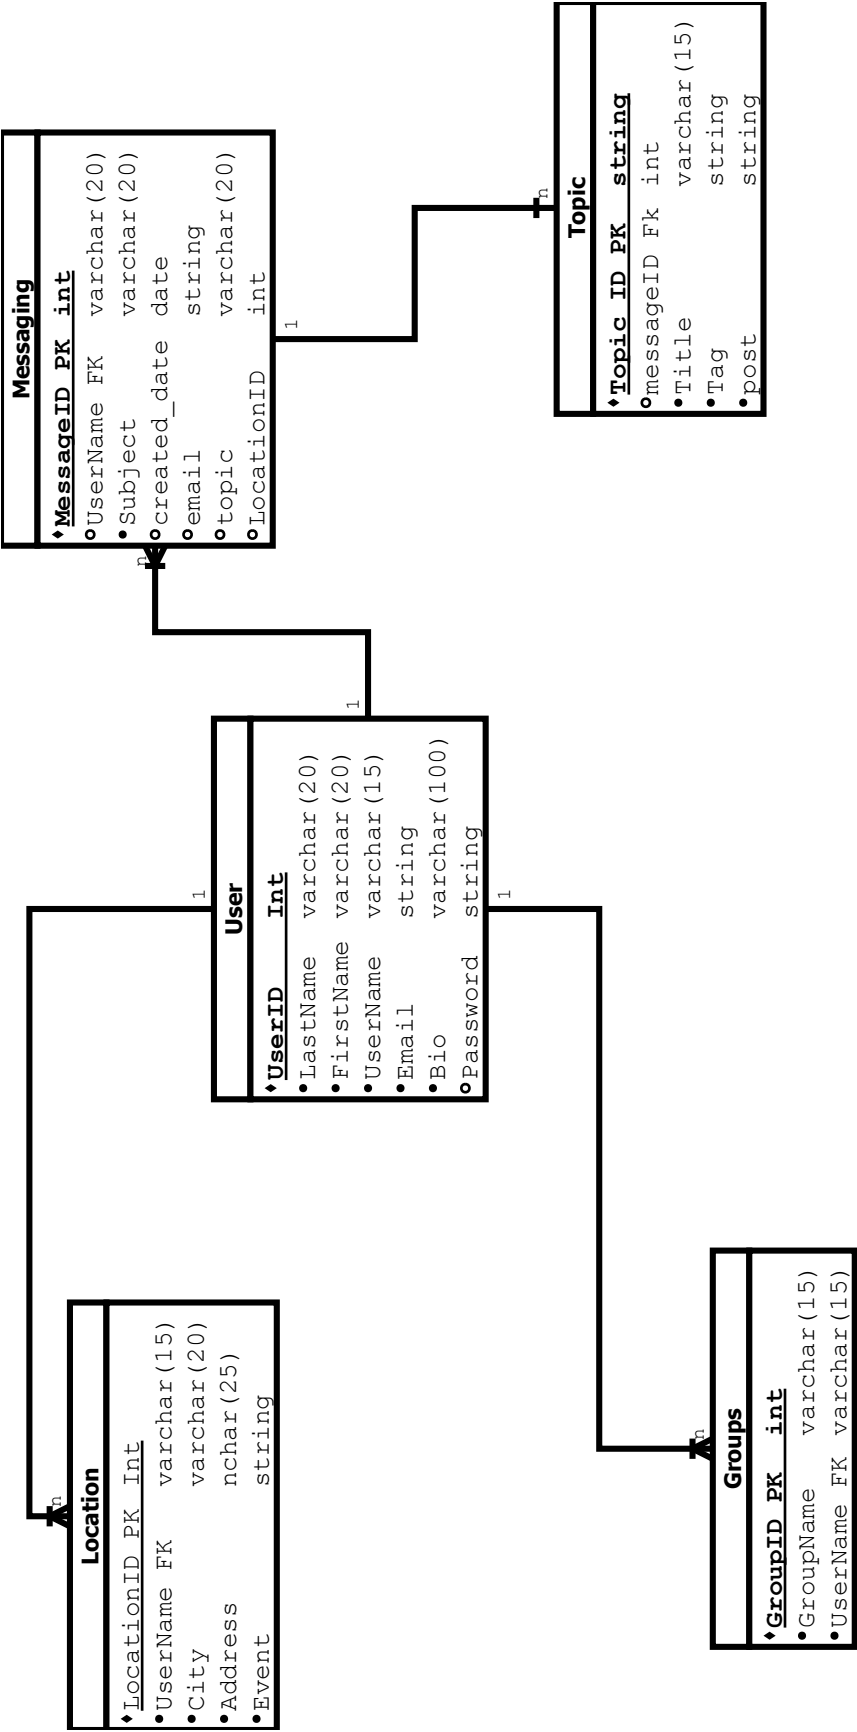 Location
LocationID PK Int
UserName FK varchar(15)
City varchar(20)
Address nchar(25)
Event string
n
1
User
UserID Int
LastName varchar(20)
FirstName varchar(20)
UserName varchar(15)
Email string
Bio varchar(100)
Password string
1
1
n
Messaging
MessageID PK int
UserName FK varchar(20)
Subject varchar(20)
created_date date
email string
topic varchar(20)
LocationID int
1
n
Topic
Topic ID PK string
messageID Fk int
Title varchar(15)
Tag string
post string
n
Groups
GroupID PK int
GroupName varchar(15)
UserName FK varchar(15)